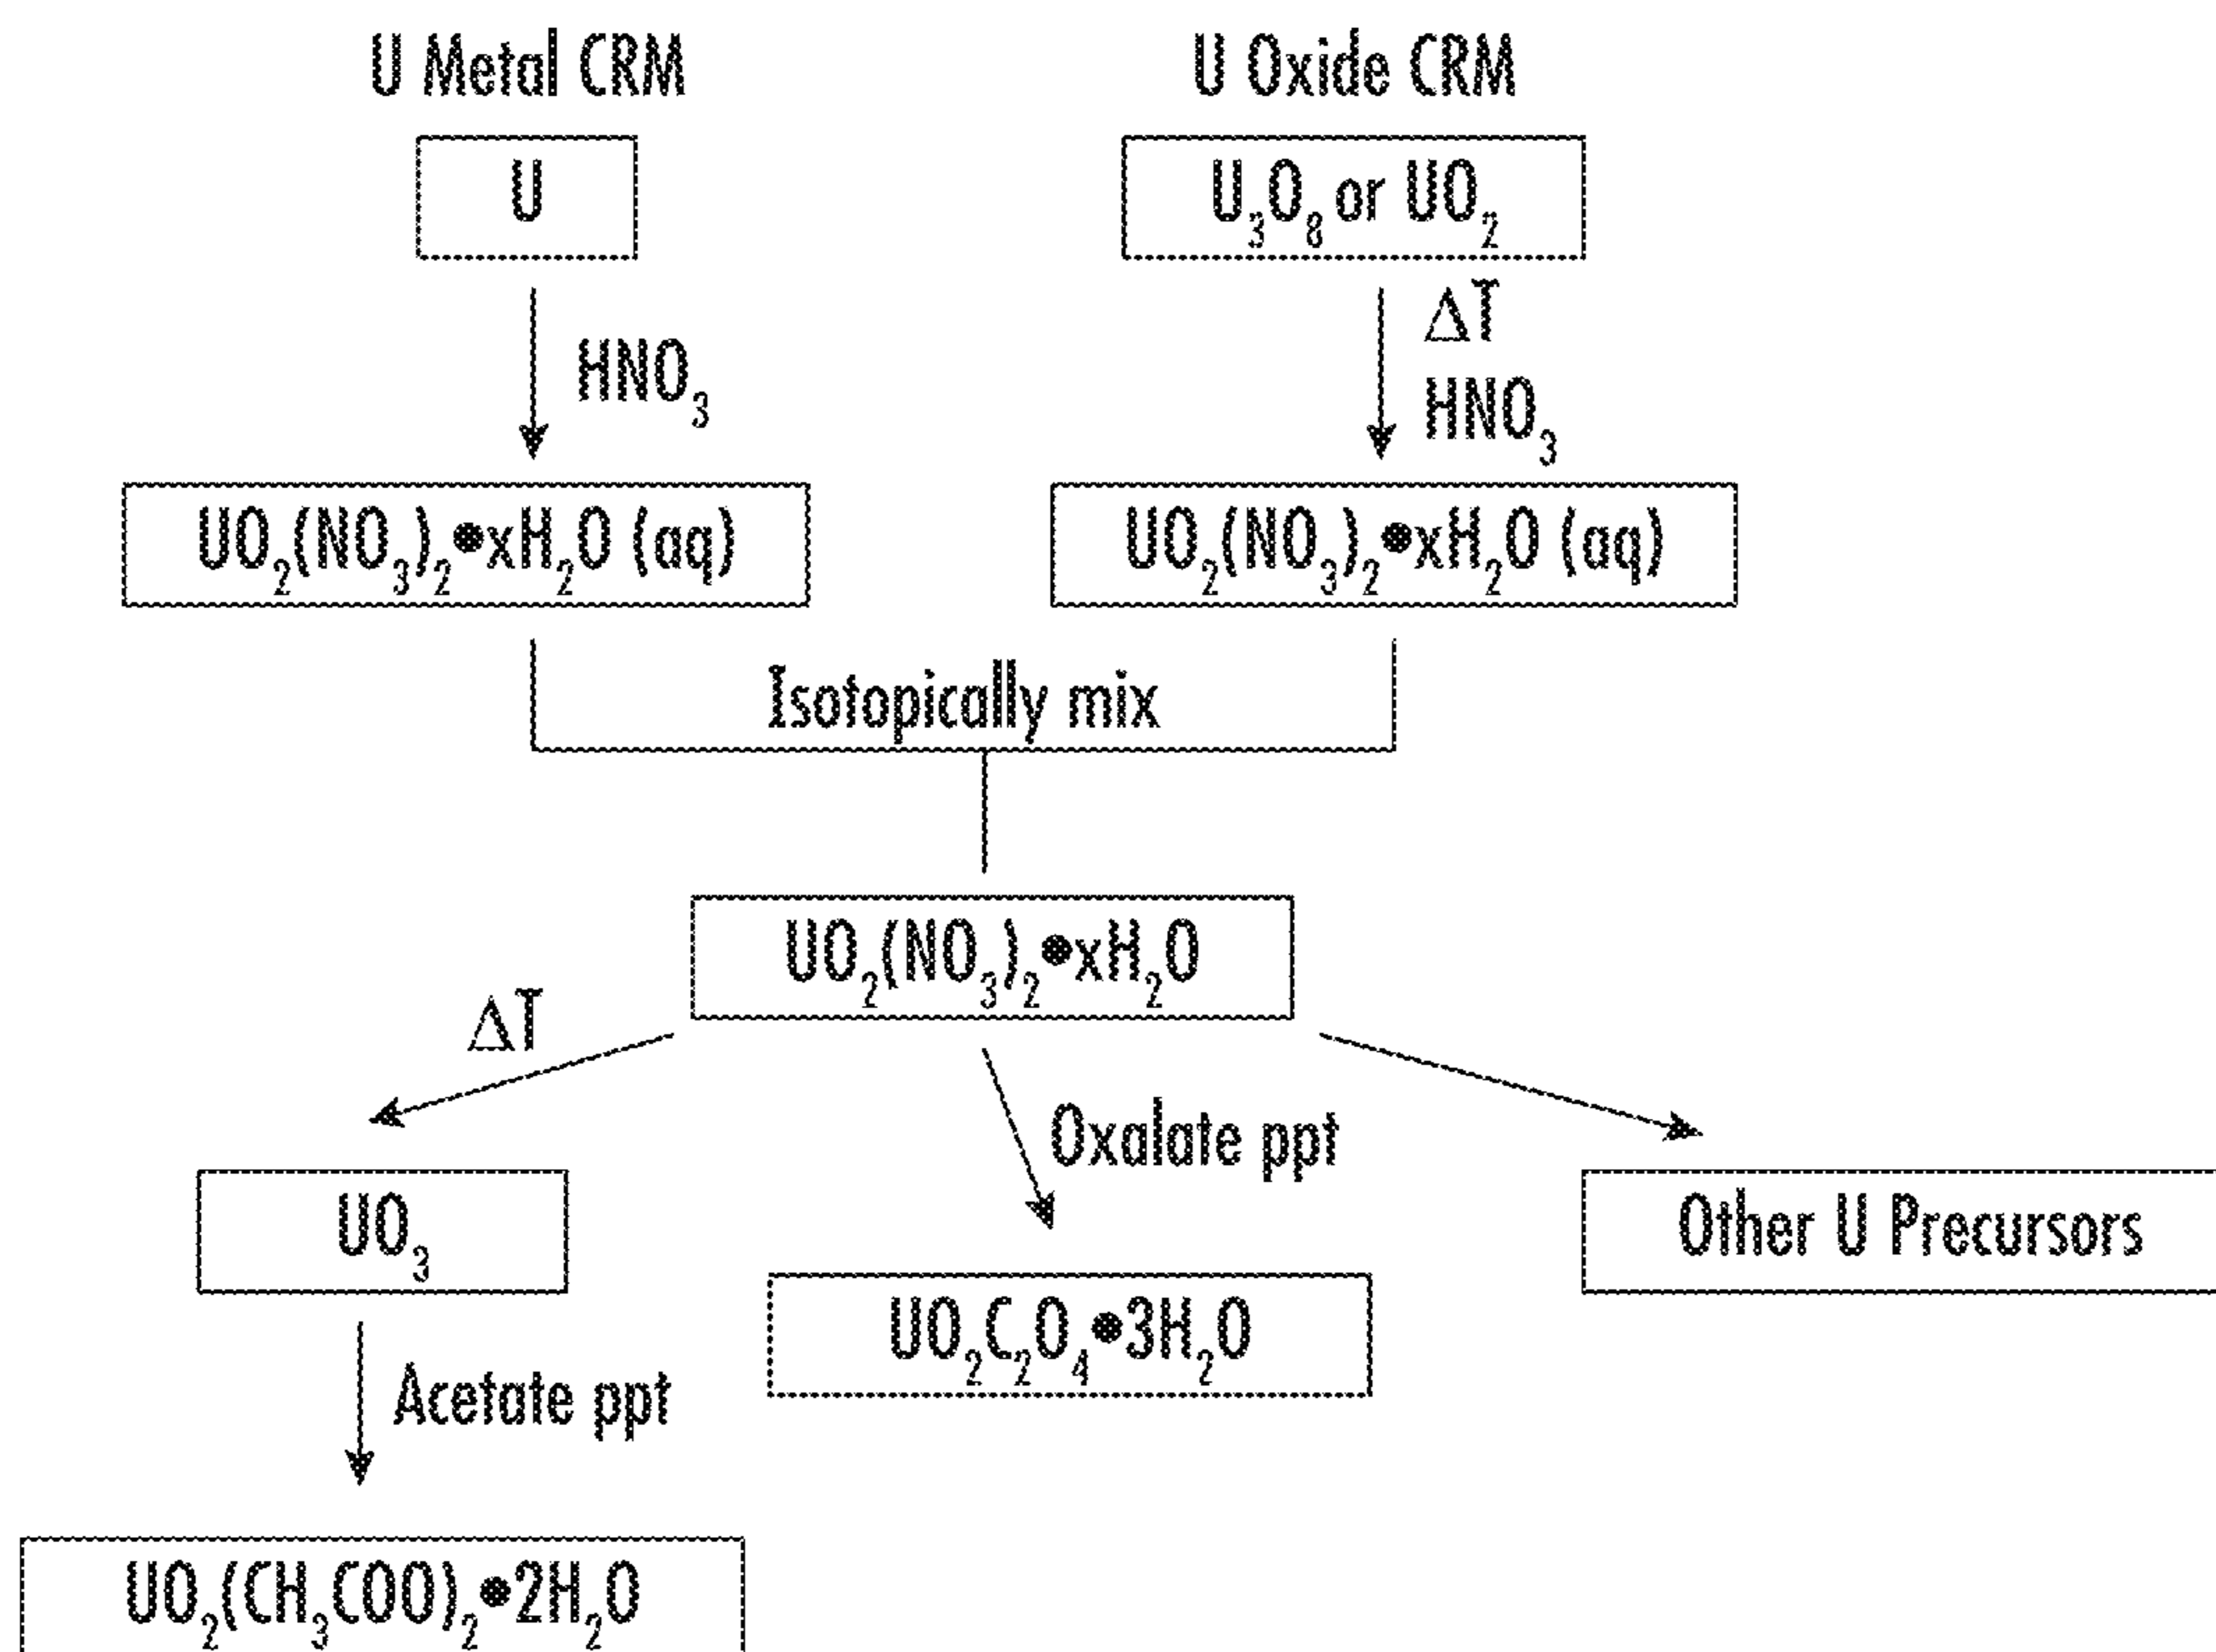 U Metal CRM
U Oxide CRM
U
U₃O₈ or UO₂
HNO₃
ΔT
HNO₃
UO₂(NO₃)₂•xH₂O (aq)
UO₂(NO₃)₂•xH₂O (aq)
Isotopically mix
UO₂(NO₃)₂•xH₂O
ΔT
Oxalate ppt
UO₃
Other U Precursors
UO₂C₂O₄•3H₂O
Acetate ppt
UO₂(CH₃COO)₂•2H₂O